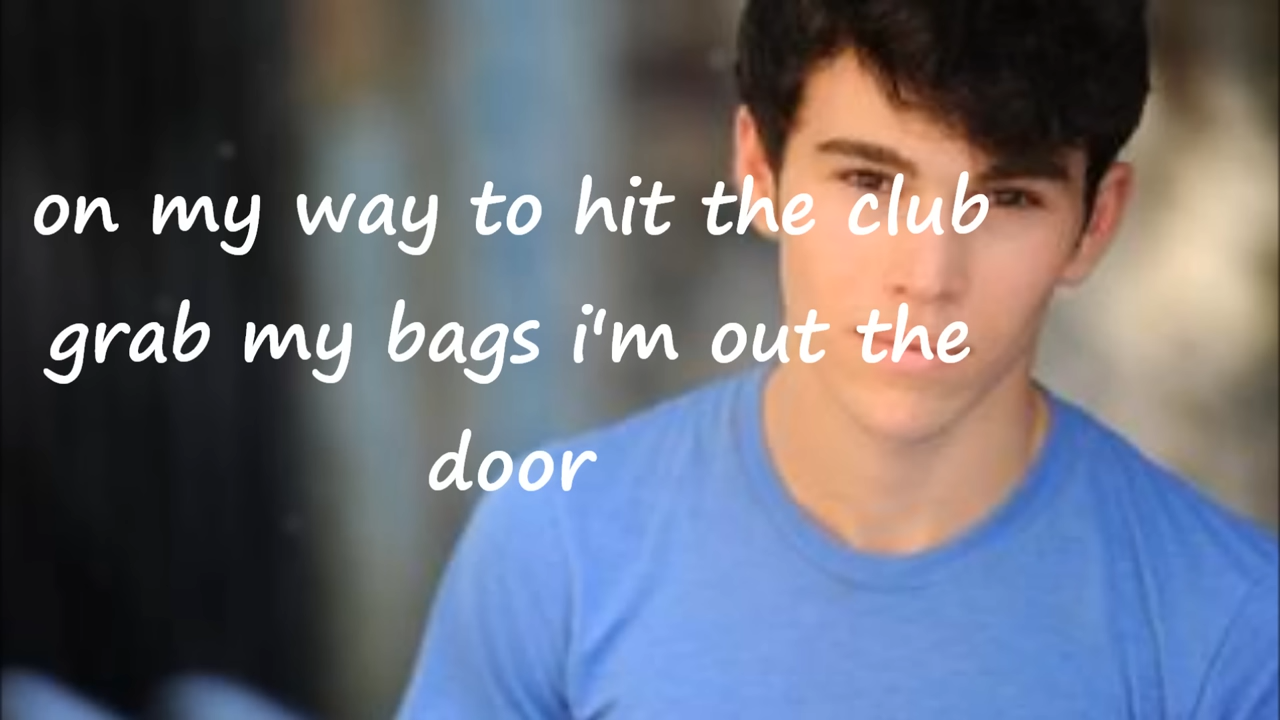 on my way to hit the club
grab my bags i'm out the
door